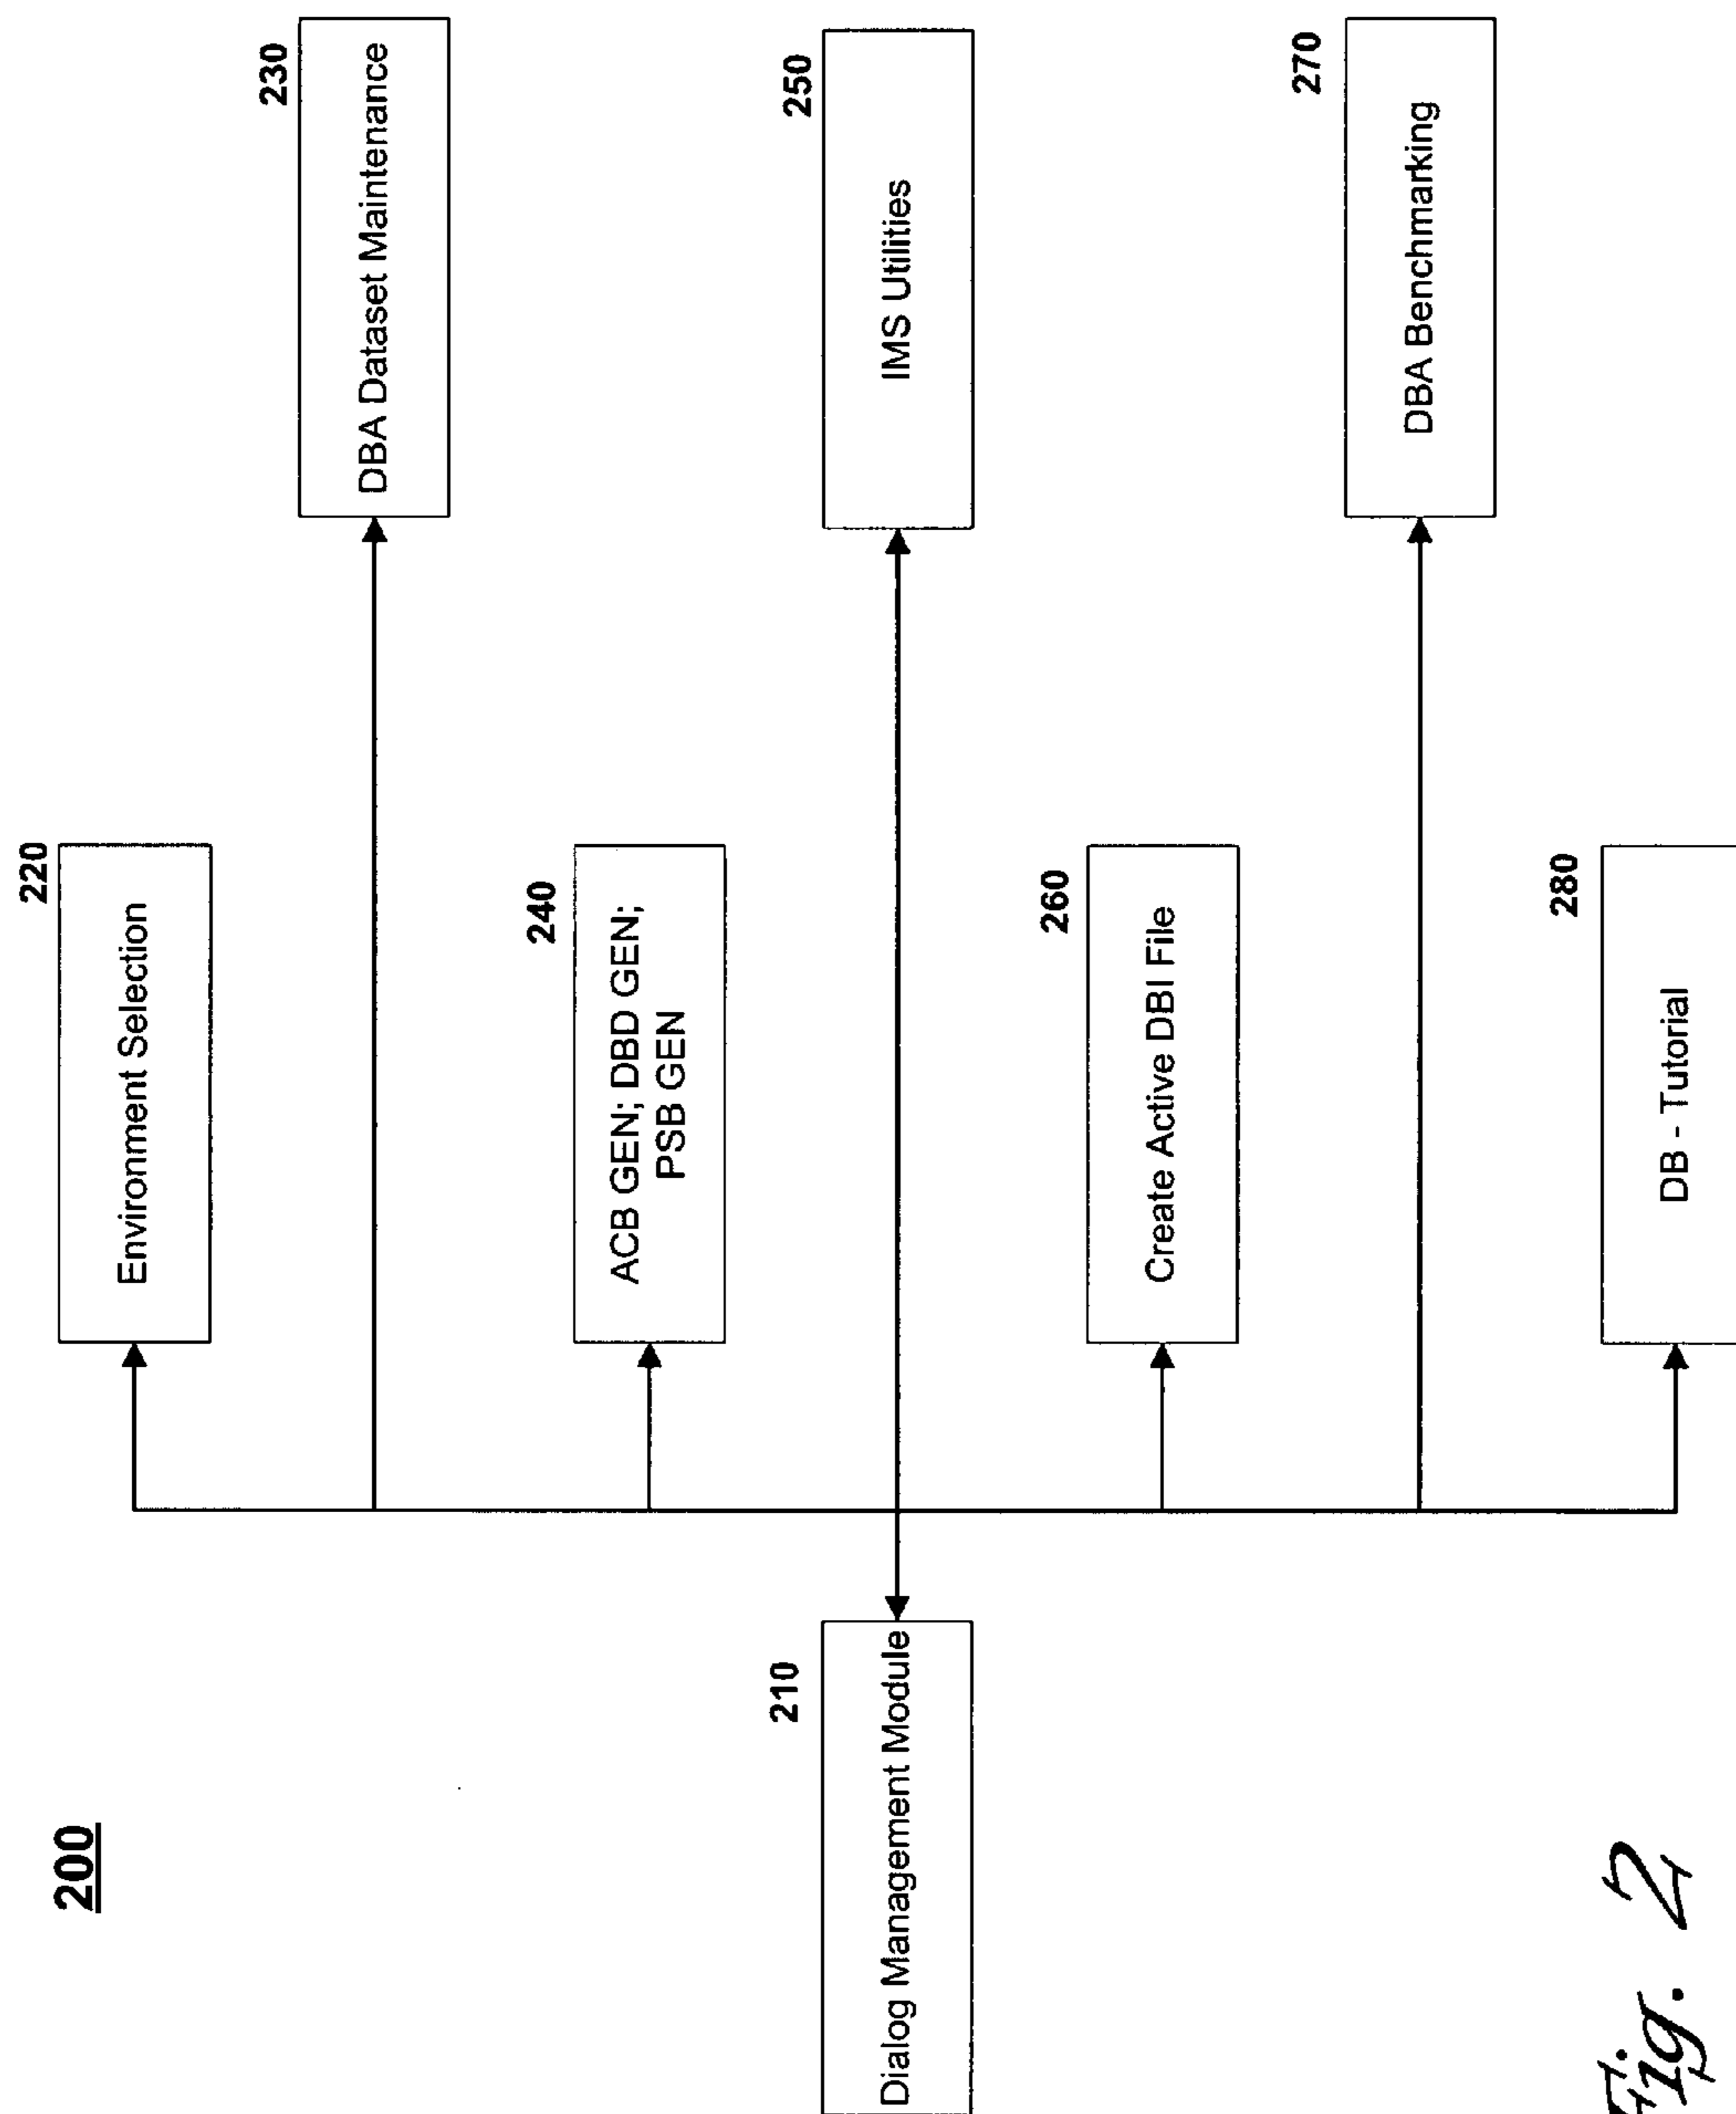 200
220
Environment Selection
230
DBA Dataset Maintenance
240
ACB GEN; DBD GEN;
PSB GEN
210
Dialog Management Module
250
IMS Utilities
260
Create Active DBI File
270
DBA Benchmarking
280
DB - Tutorial
Fig. 2